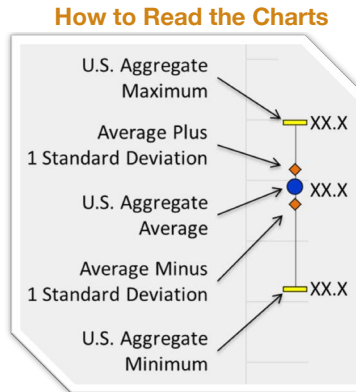 How to Read the Charts
U.S. Aggregate
Maximum
XX.X
Average Plus
1 Standard Deviation
XX.X
U.S. Aggregate
Average
Average Minus
1 Standard Deviation
XX.X
U.S. Aggregate
Minimum